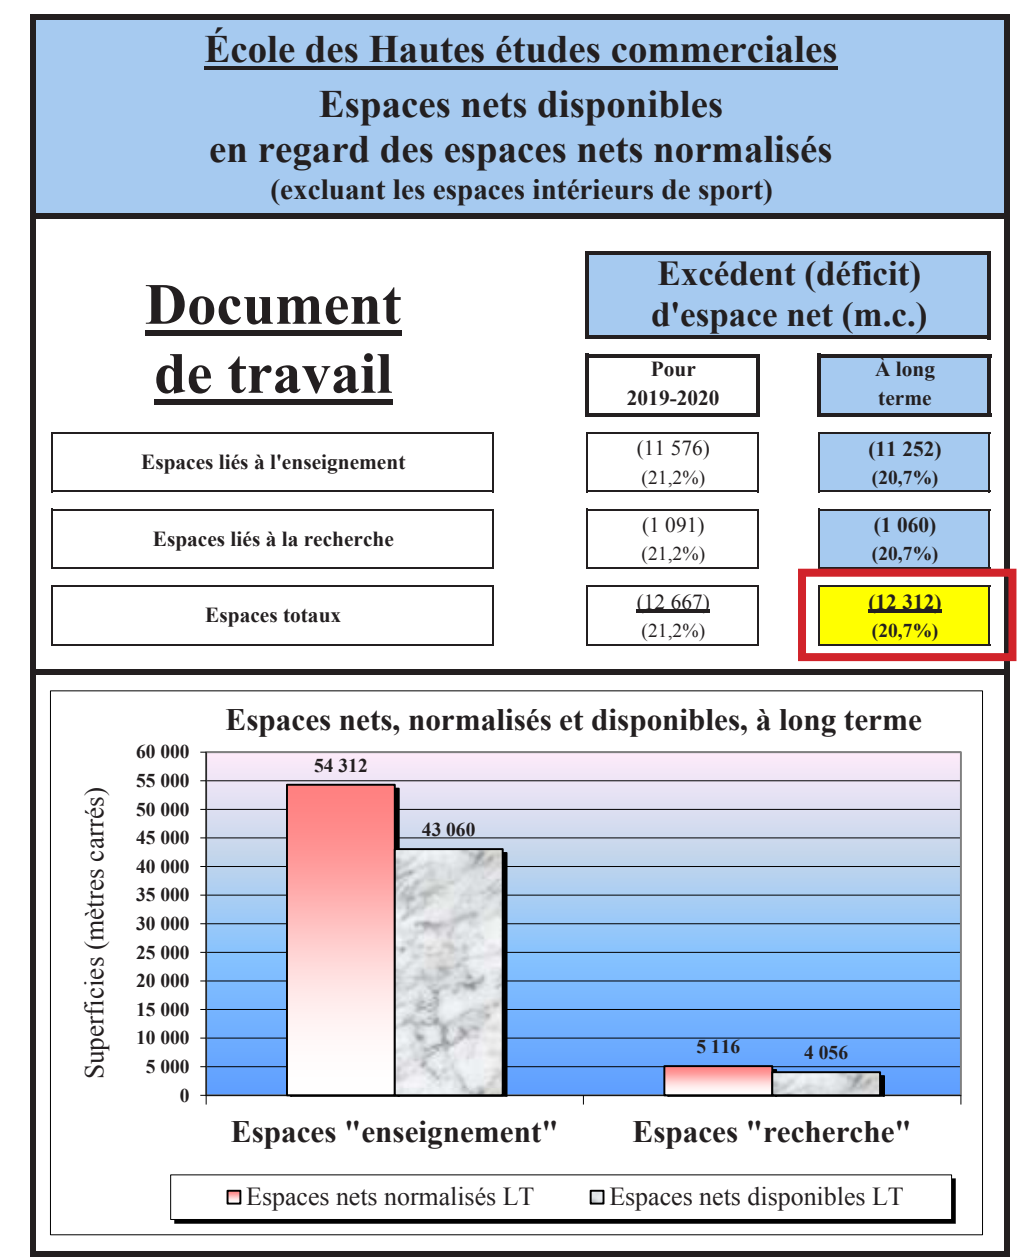 École des Hautes études commerciales
Espaces nets disponibles
en regard des espaces nets normalisés
(excluant les espaces intérieurs de sport)
Document
de travail
Excédent (déficit)
d'espace net (m.c.)
Pour
2019-2020
À long
terme
Espaces liés à l'enseignement
(11 576)
(21,2%)
(11 252)
(20,7%)
Espaces liés à la recherche
(1 091)
(21,2%)
(1 060)
(20,7%)
Espaces totaux
(12 667)
(21,2%)
(12 312)
(20,7%)
Espaces nets, normalisés et disponibles, à long terme
Superficies (mètres carrés)
60 000
55 000
50 000
45 000
40 000
35 000
30 000
25 000
20 000
15 000
10 000
5 000
0
54 312
43 060
5 116
4 056
Espaces "enseignement"
Espaces "recherche"
Espaces nets normalisés LT
Espaces nets disponibles LT